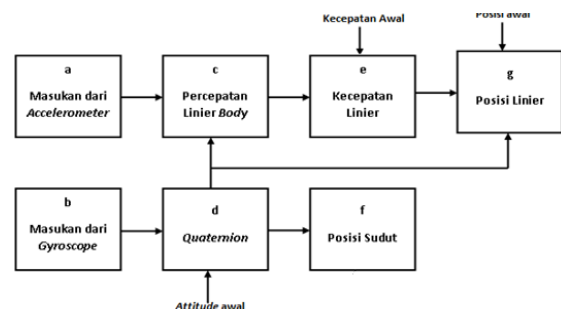 Kecepatan Awal
Posisi awal
a
Masukan dari
Accelerometer
c
Percepatan
Linier Body
e
Kecepatan
Linier
g
Posisi Linier
b
Masukan dari
Gyroscope
d
Quaternion
f
Posisi Sudut
Attitude awal